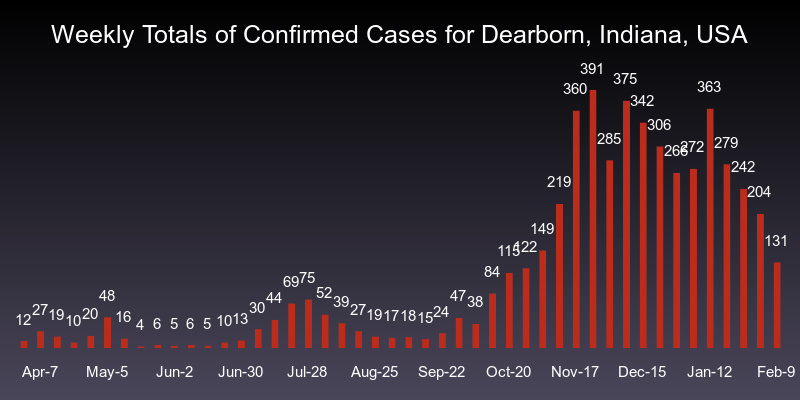 Weekly Totals of Confirmed Cases for Dearborn, Indiana, USA
12 27 19 10 20 48 16 4 6 5 6 5 10 13 30 44 69 75 52 39 27 19 17 18 15 24 47 38 84 115 122 149 219 360 391 285 375 342 306 266 272 363 279 242 204 131
Apr-7 May-5 Jun-2 Jun-30 Jul-28 Aug-25 Sep-22 Oct-20 Nov-17 Dec-15 Jan-12 Feb-9